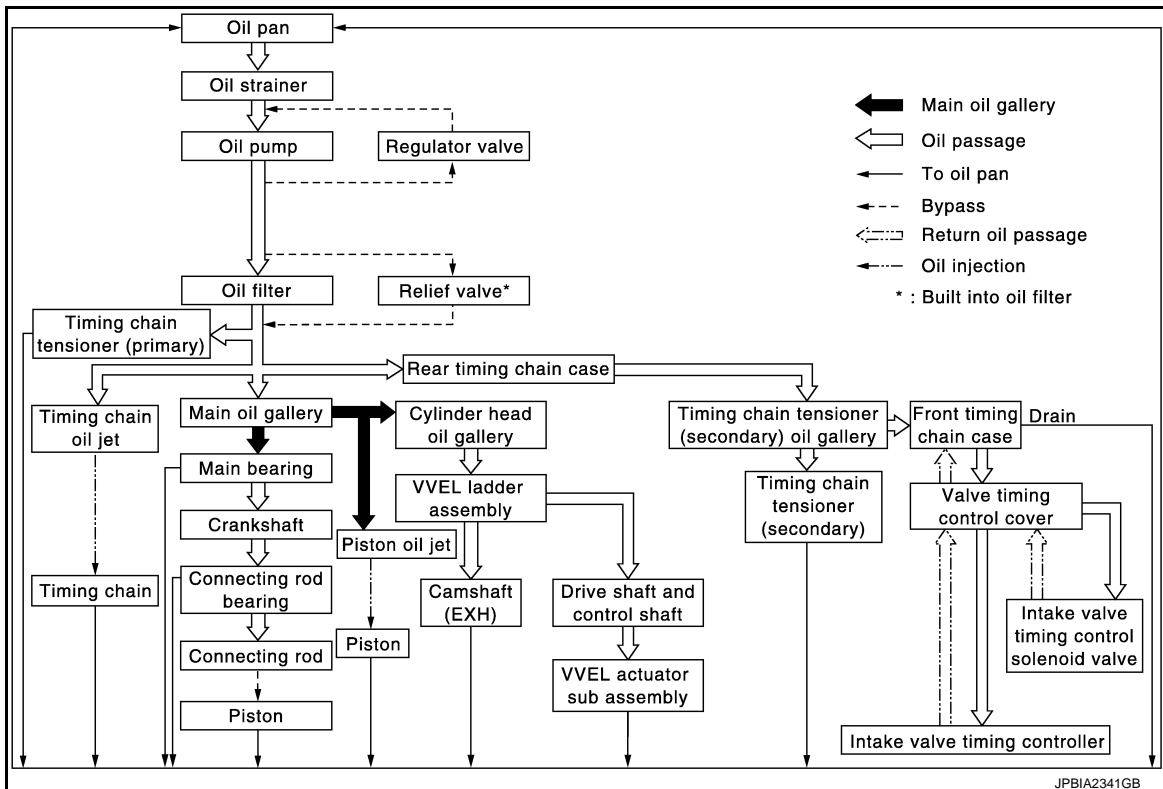 Oil pan
Oil strainer
Oil pump
Regulator valve
Oil filter
Relief valve*
Main oil gallery
Oil passage
To oil pan
Bypass
Return oil passage
Oil injection
* : Built into oil filter
Timing chain
tensioner (primary)
Rear timing chain case
Timing chain
oil jet
Main oil gallery
Cylinder head
oil gallery
Timing chain tensioner
(secondary) oil gallery
Front timing
chain case
Drain
Main bearing
VVEL ladder
assembly
Timing chain
tensioner
(secondary)
Valve timing
control cover
Crankshaft
Piston oil jet
Timing chain
Connecting rod
bearing
Camshaft
(EXH)
Drive shaft and
control shaft
Intake valve
timing control
solenoid valve
Connecting rod
Piston
VVEL actuator
sub assembly
Piston
Intake valve timing controller
JPBIA2341GB